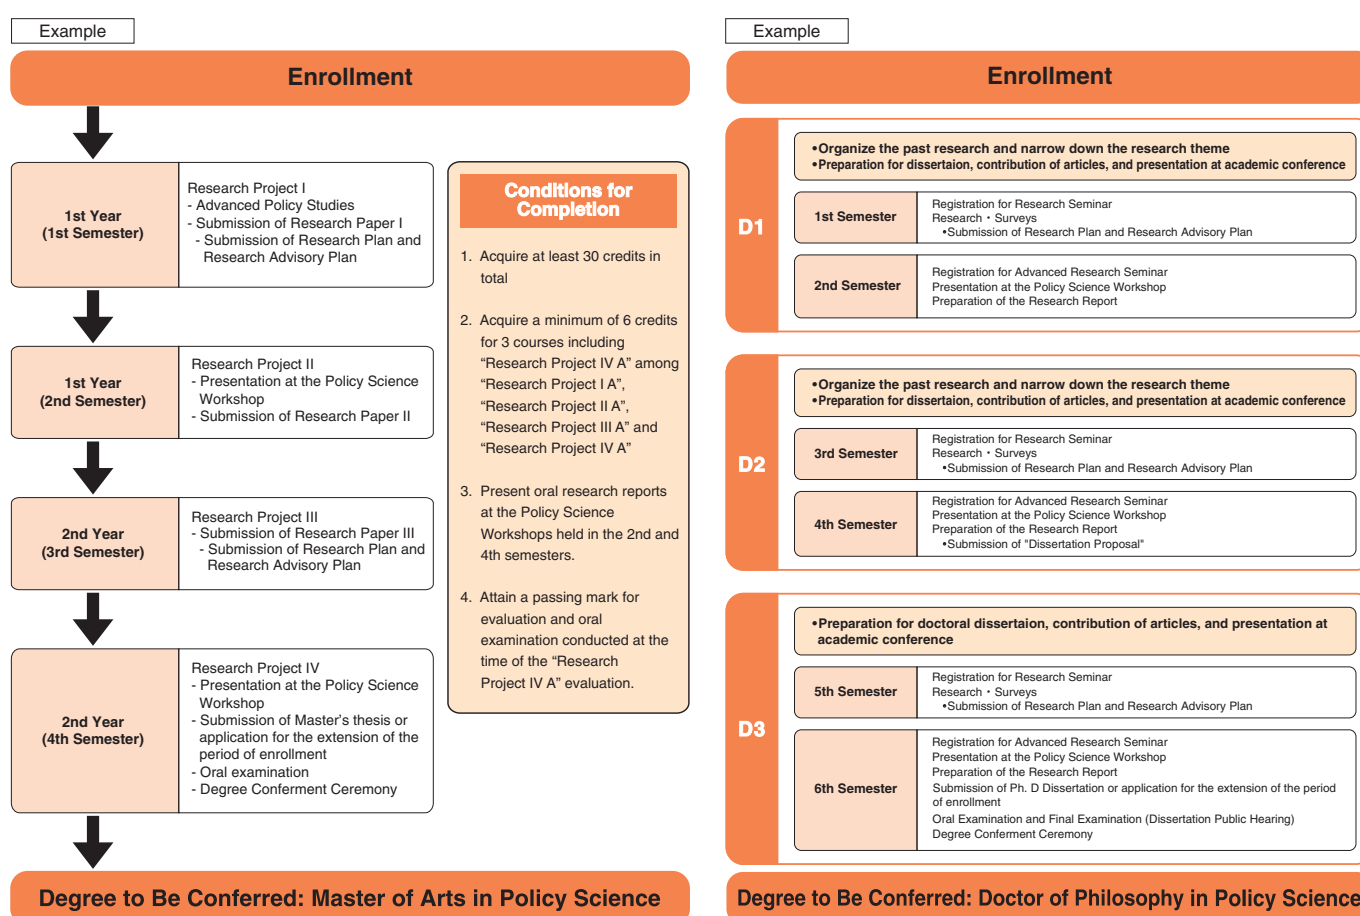 Example
Enrollment
1st Year
(1st Semester)
Research Project I
- Advanced Policy Studies
- Submission of Research Paper I
- Submission of Research Plan and
Research Advisory Plan
1st Year
(2nd Semester)
Research Project II
- Presentation at the Policy Science
Workshop
- Submission of Research Paper II
2nd Year
(3rd Semester)
Research Project III
- Submission of Research Paper III
- Submission of Research Plan and
Research Advisory Plan
2nd Year
(4th Semester)
Research Project IV
- Presentation at the Policy Science
Workshop
- Submission of Master's thesis or
application for the extension of the
period of enrollment
- Oral examination
- Degree Conferment Ceremony
Conditions for
Completion
1. Acquire at least 30 credits in
total
2. Acquire a minimum of 6 credits
for 3 courses including
“Research Project IV A” among
“Research Project I A”,
“Research Project II A”,
“Research Project III A” and
“Research Project IV A”
3. Present oral research reports
at the Policy Science
Workshops held in the 2nd and
4th semesters.
4. Attain a passing mark for
evaluation and oral
examination conducted at the
time of the “Research
Project IV A” evaluation.
Degree to Be Conferred: Master of Arts in Policy Science
Example
Enrollment
D1
•Organize the past research and narrow down the research theme
•Preparation for dissertaion, contribution of articles, and presentation at academic conference
1st Semester
Registration for Research Seminar
Research・Surveys
•Submission of Research Plan and Research Advisory Plan
2nd Semester
Registration for Advanced Research Seminar
Presentation at the Policy Science Workshop
Preparation of the Research Report
D2
•Organize the past research and narrow down the research theme
•Preparation for dissertaion, contribution of articles, and presentation at academic conference
3rd Semester
Registration for Research Seminar
Research・Surveys
•Submission of Research Plan and Research Advisory Plan
4th Semester
Registration for Advanced Research Seminar
Presentation at the Policy Science Workshop
Preparation of the Research Report
•Submission of "Dissertation Proposal"
D3
•Preparation for doctoral dissertaion, contribution of articles, and presentation at
academic conference
5th Semester
Registration for Research Seminar
Research・Surveys
•Submission of Research Plan and Research Advisory Plan
6th Semester
Registration for Advanced Research Seminar
Presentation at the Policy Science Workshop
Preparation of the Research Report
Submission of Ph. D Dissertation or application for the extension of the period
of enrollment
Oral Examination and Final Examination (Dissertation Public Hearing)
Degree Conferment Ceremony
Degree to Be Conferred: Doctor of Philosophy in Policy Science